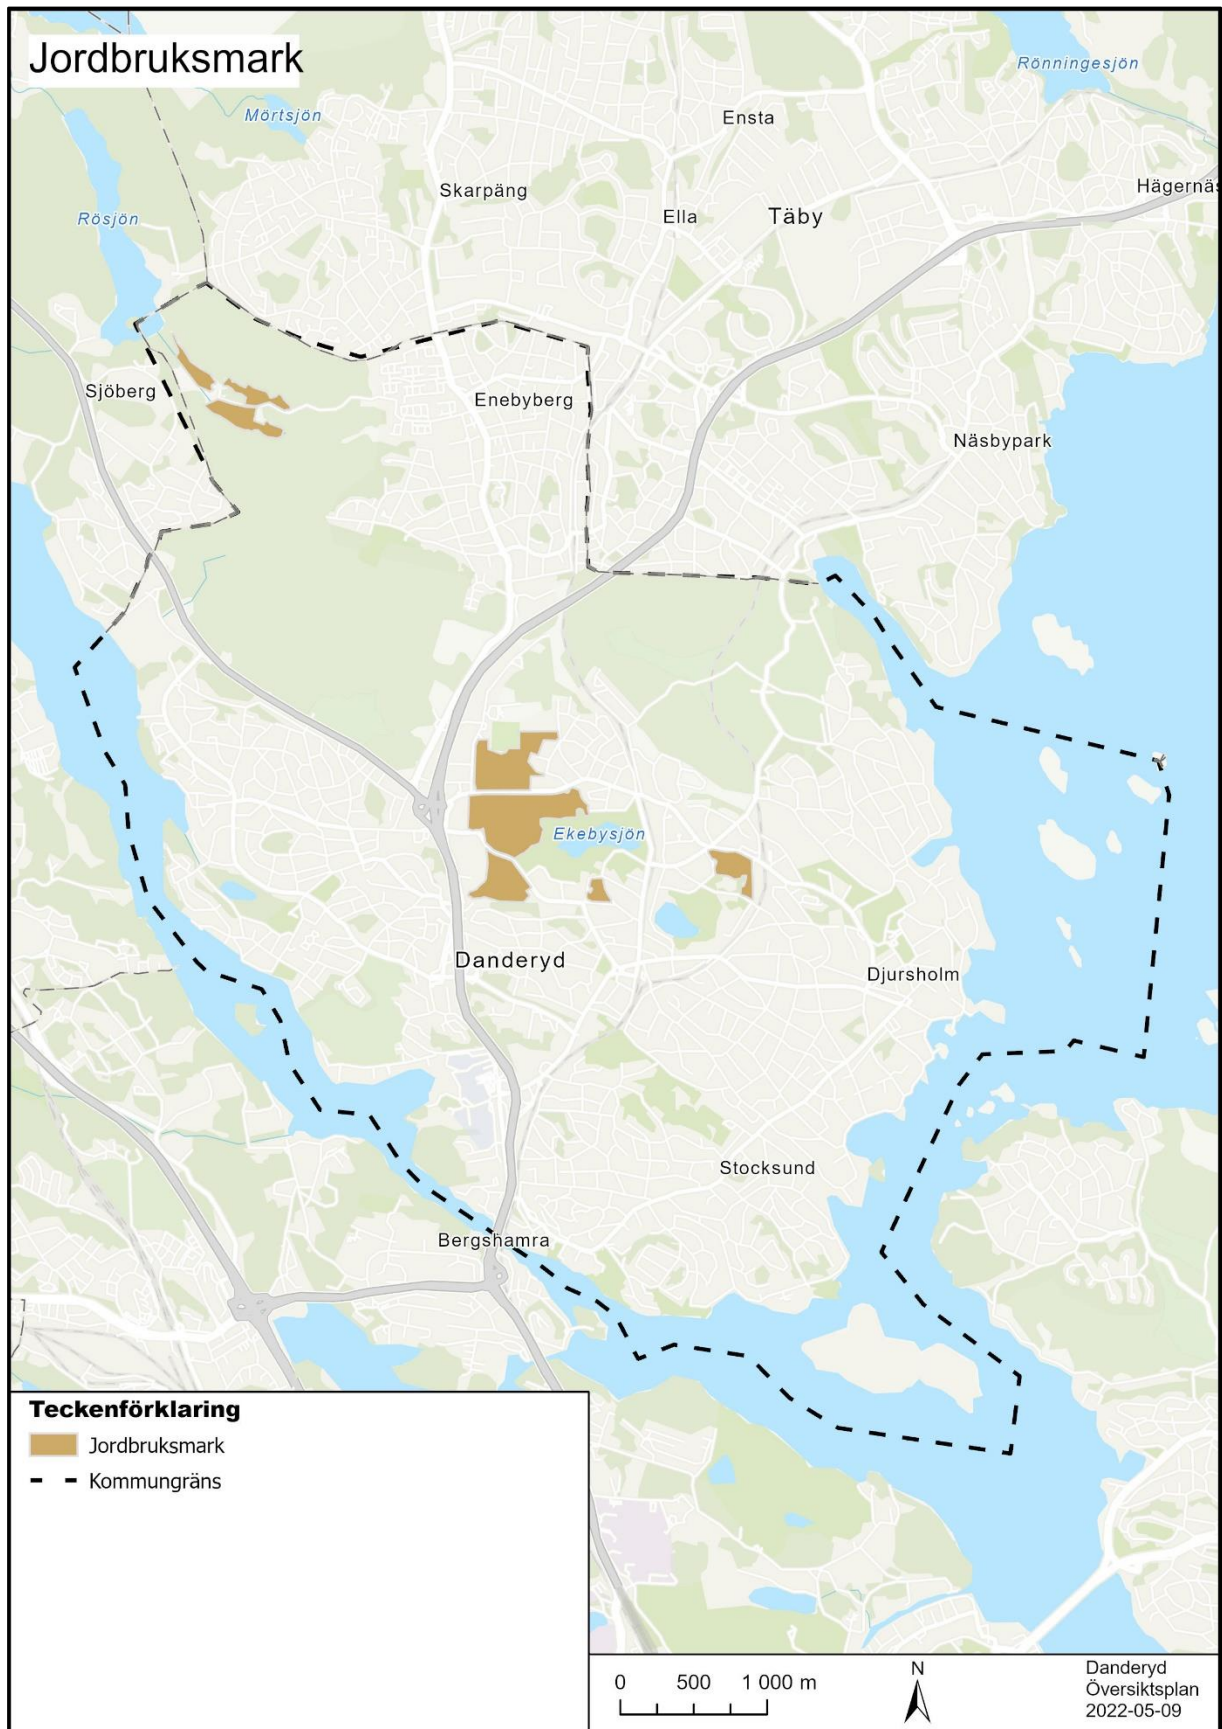 Jordbruksmark
Rönningesjön
Mörtsjön
Ensta
Skarpäng
Hägernäs
Rösjön
Ella
Täby
Sjöberg
Enebyberg
Näsbypark
Ekebysjön
Danderyd
Djursholm
Stocksund
Bergshamra
Teckenförklaring
Jordbruksmark
Kommungräns
0 500 1 000 m
N
Danderyd
Översiktsplan
2022-05-09